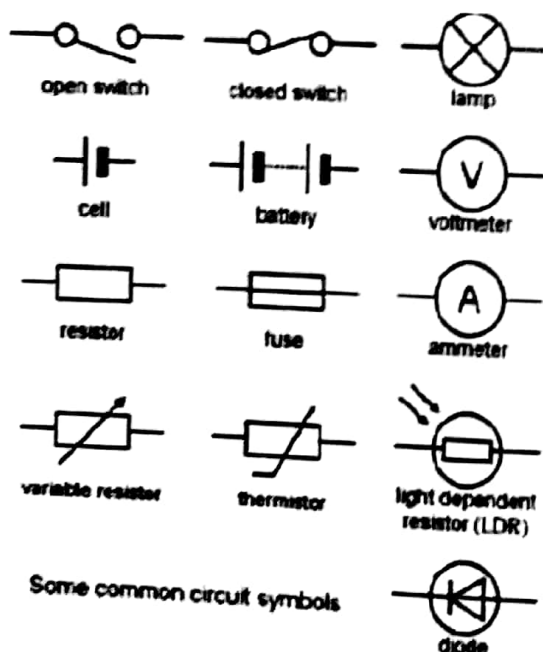 open switch
closed switch
lamp
cell
battery
V
voltmeter
resistor
fuse
A
ammeter
variable resistor
thermistor
light dependent
resistor (LDR)
Some common circuit symbols
diode